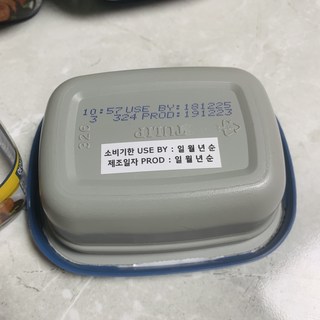 10:57 USE BY:181225
3 324 PROD:191223
326
소비기한 USE BY : 일 월 년 순
제조일자 PROD : 일 월 년 순